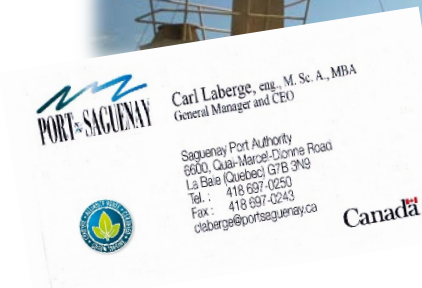 PORT DE SAGUENAY
Carl Laberge, eng., M. Sc. A., MBA
General Manager and CEO
Saguenay Port Authority
6600, Quai-Marcel-Dionne Road
La Baie (Quebec) G7B 3N9
Tel. : 418 697-0250
Fax : 418 697-0243
claberge@portsaguenay.ca
Canada